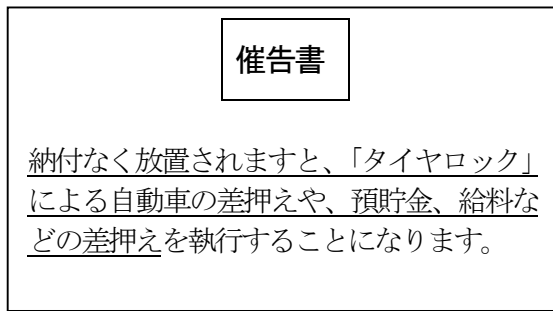 催告書
納付なく放置されますと、「タイヤロック」
による自動車の差押えや、預貯金、給料な
どの差押えを執行することになります。